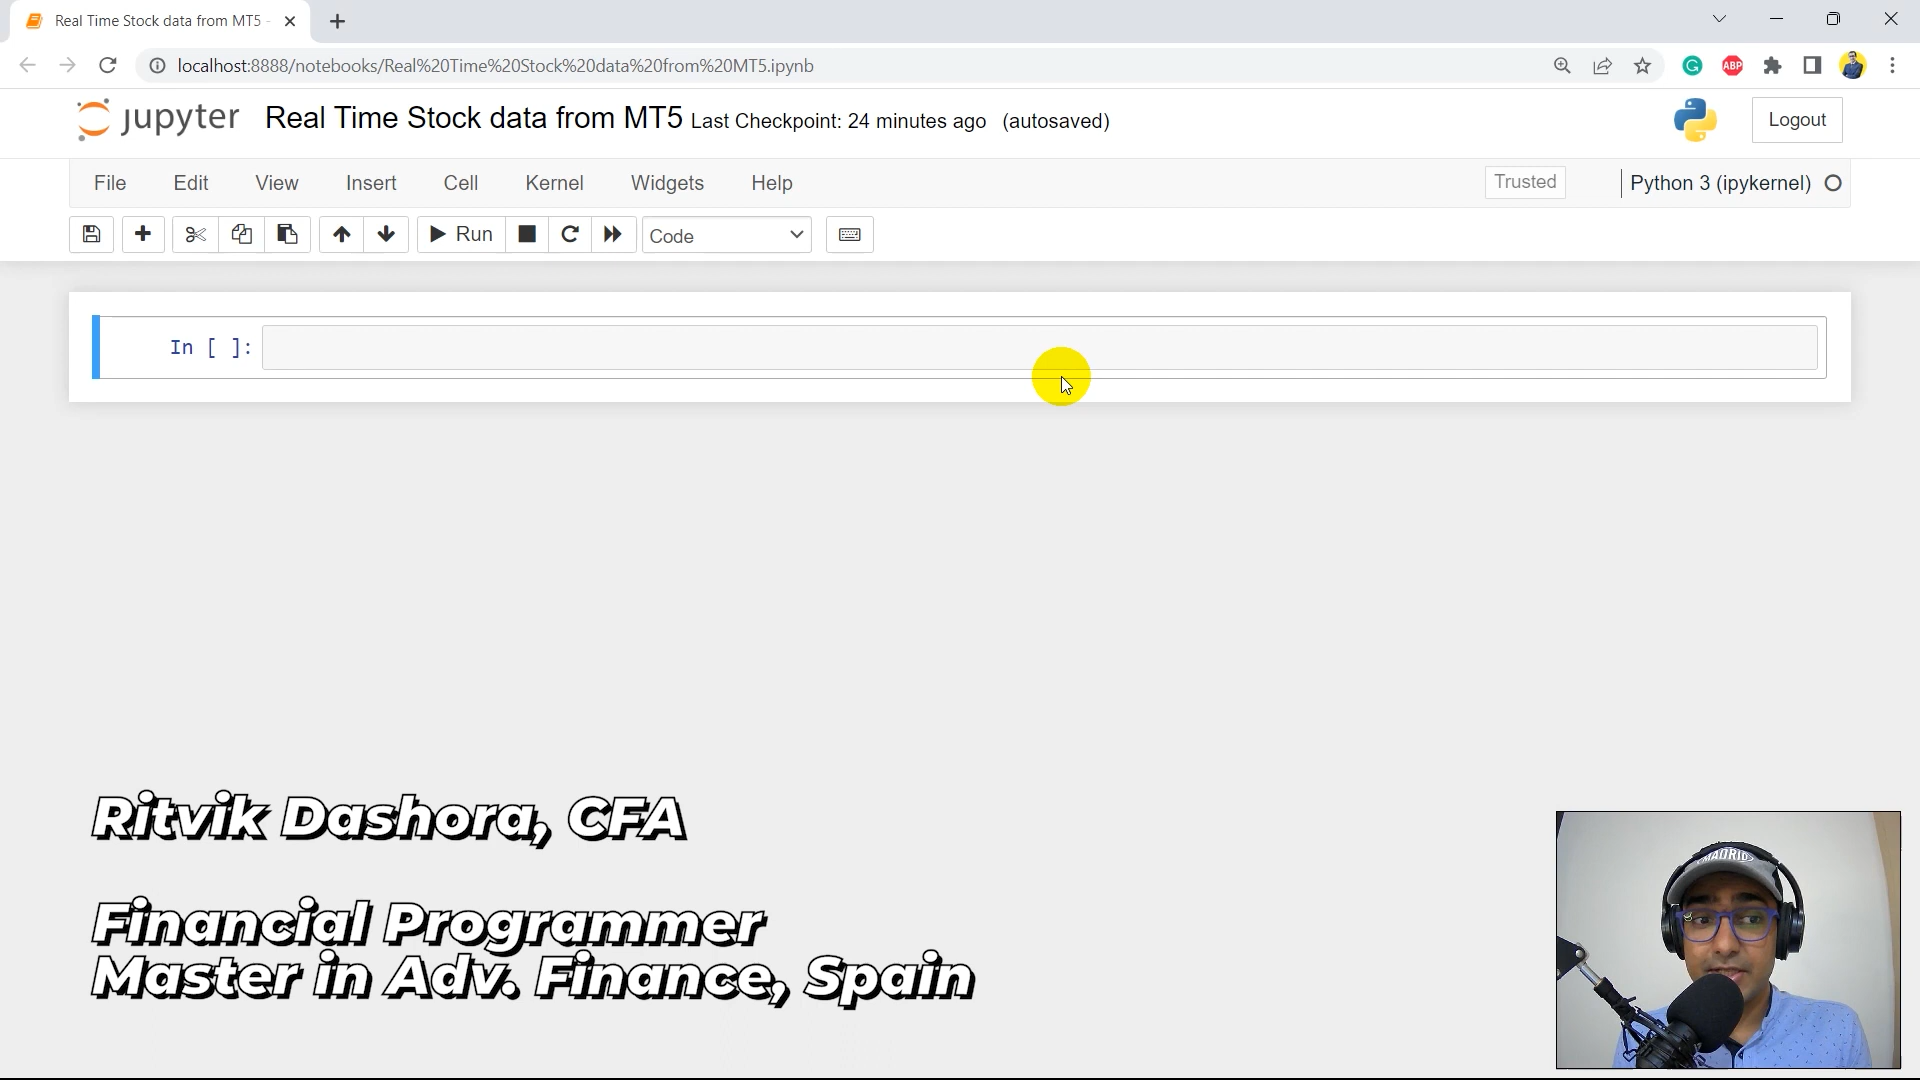 Real Time Stock data from MT5 -
localhost:8888/notebooks/Real%20Time%20Stock%20data%20from%20MT5.ipynb
ABP
jupyter Real Time Stock data from MT5 Last Checkpoint: 24 minutes ago (autosaved)
Logout
File Edit View Insert Cell Kernel Widgets Help
Trusted
Python 3 (ipykernel)
Run
Code
In [ ]:
Ritvik Dashora, CFA
Financial Programmer
Master in Adv. Finance, Spain
MADRID